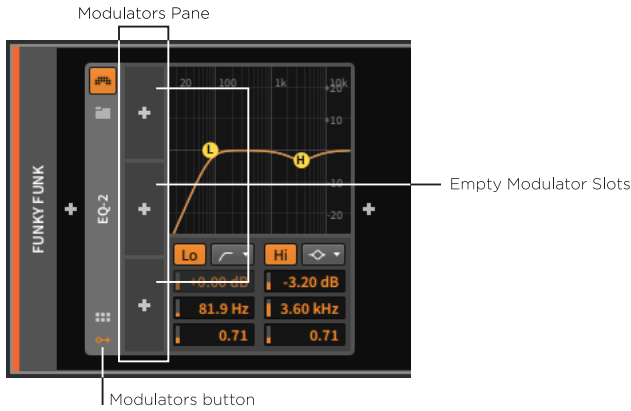 Modulators Pane
20 100 1k 10k
+20
+10
-10
-20
L
H
FUNKY FUNK
EQ-2
Empty Modulator Slots
Lo Hi
+0.00 dB -3.20 dB
81.9 Hz 3.60 kHz
0.71 0.71
Modulators button